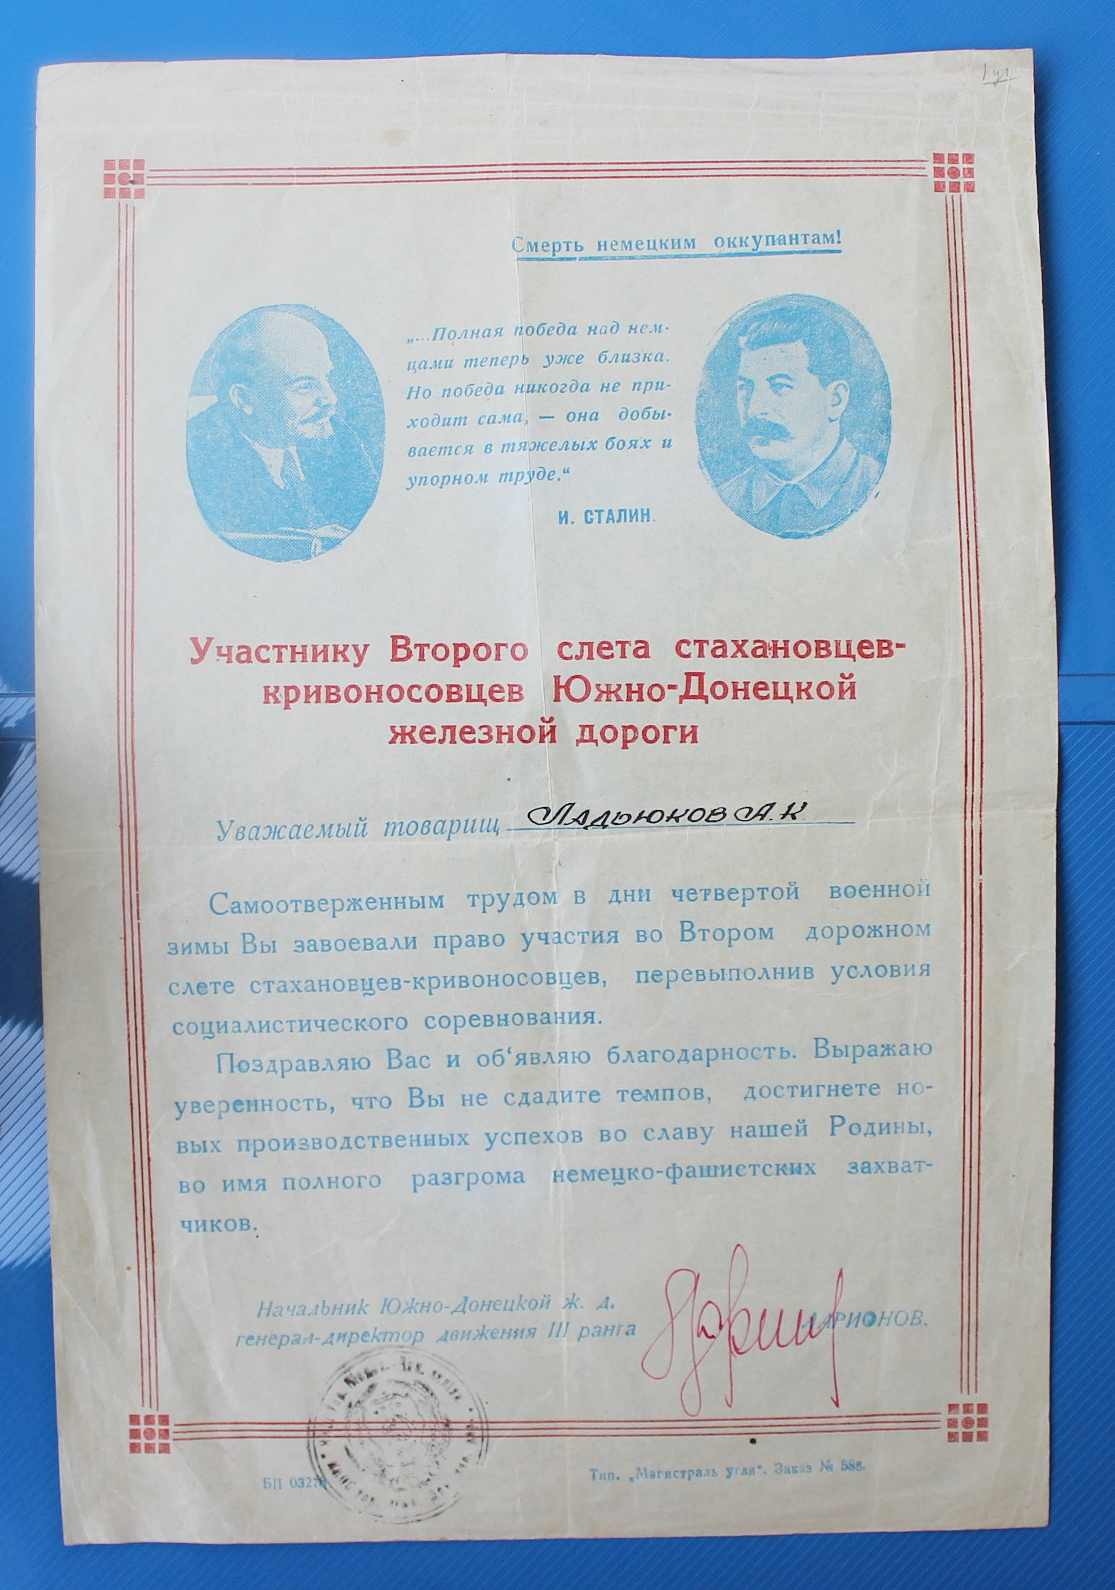 Смерть немецким оккупантам!
„...Полная победа над нем-
цами теперь уже близка.
Но победа никогда не при-
ходит сама, — она добы-
вается в тяжелых боях и
упорном труде.“
И. СТАЛИН.
Участнику Второго слета стахановцев-
кривоносовцев Южно-Донецкой
железной дороги
Уважаемый товарищ Ладьюков А.К
Самоотверженным трудом в дни четвертой военной
зимы Вы завоевали право участия во Втором дорожном
слете стахановцев-кривоносовцев, перевыполнив условия
социалистического соревнования.
Поздравляю Вас и об‘являю благодарность. Выражаю
уверенность, что Вы не сдадите темпов, достигнете но-
вых производственных успехов во славу нашей Родины,
во имя полного разгрома немецко-фашистских захват-
чиков.
Начальник Южно-Донецкой ж. д.
генерал-директор движения III ранга
ЛАРИОНОВ.
БП
Тип. „Магистраль угля“. Заказ № 586.